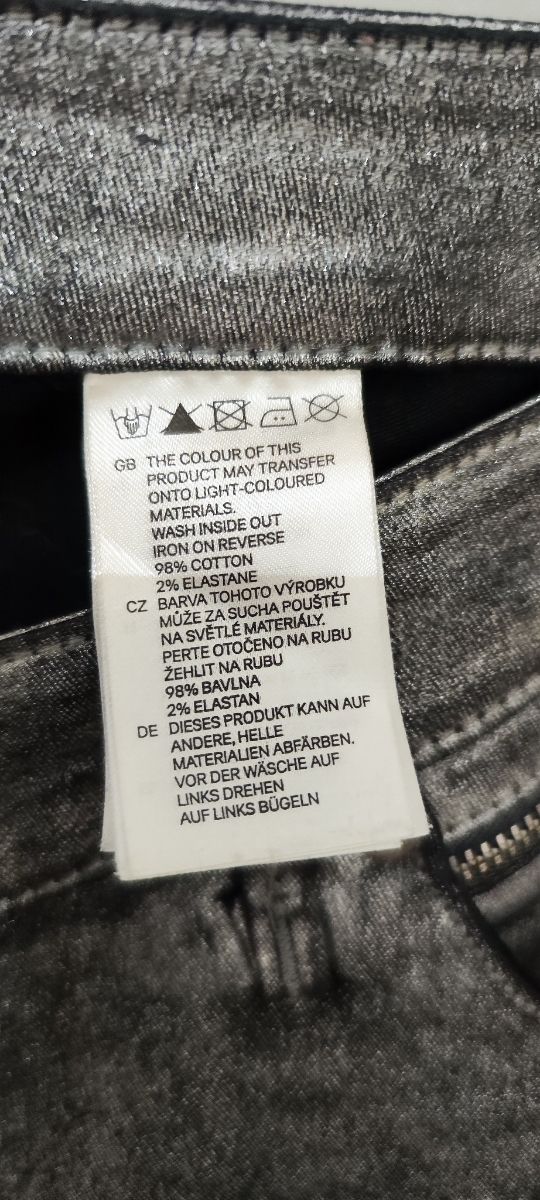 GB THE COLOUR OF THIS
PRODUCT MAY TRANSFER
ONTO LIGHT-COLOURED
MATERIALS.
WASH INSIDE OUT
IRON ON REVERSE
98% COTTON
2% ELASTANE
CZ BARVA TOHOTO VÝROBKU
MŮŽE ZA SUCHA POUŠTĚT
NA SVĚTLÉ MATERIÁLY.
PERTE OTOČENO NA RUBU
ŽEHLIT NA RUBU
98% BAVLNA
2% ELASTAN
DE DIESES PRODUKT KANN AUF
ANDERE, HELLE
MATERIALIEN ABFÄRBEN.
VOR DER WÄSCHE AUF
LINKS DREHEN
AUF LINKS BÜGELN